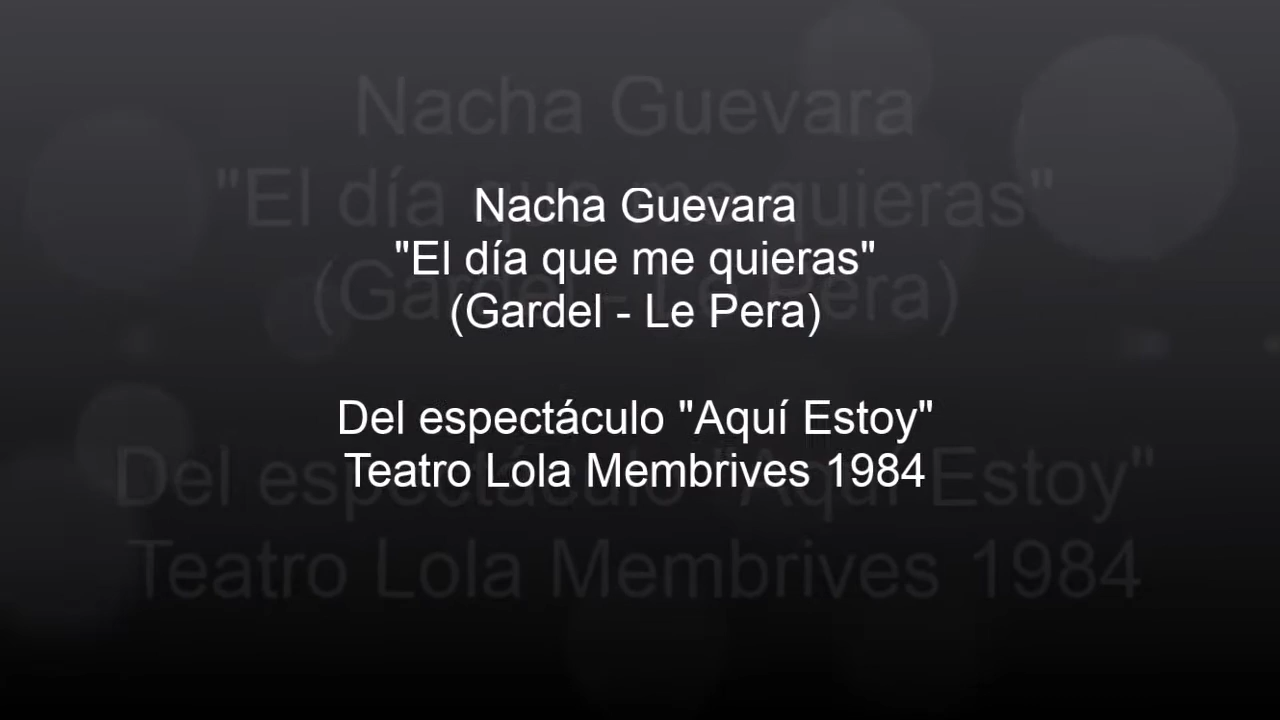 Nacha Guevara
"El día que me quieras"
(Gardel - Le Pera)
Del espectáculo "Aquí Estoy"
Teatro Lola Membrives 1984